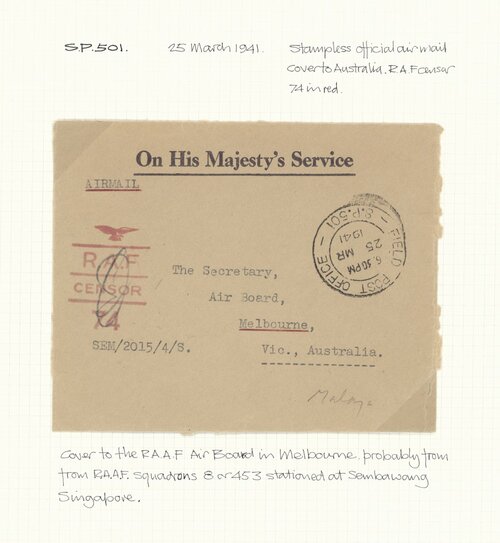 S.P. 501. 25 March 1941. Stampless official air mail
cover to Australia. R.A.F censor
74 in red.
On His Majesty's Service
AIRMAIL
R.A.F
CENSOR
74
FIELD POST OFFICE
S.P.501
6.30PM
25 MR
1941
The Secretary,
Air Board,
Melbourne,
Vic., Australia.
SEM/2015/4/S.
Malaya
Cover to the R.A.A.F Air Board in Melbourne. probably from
from R.A.A.F. squadrons 8 or 453 stationed at Sembawang
Singapore.